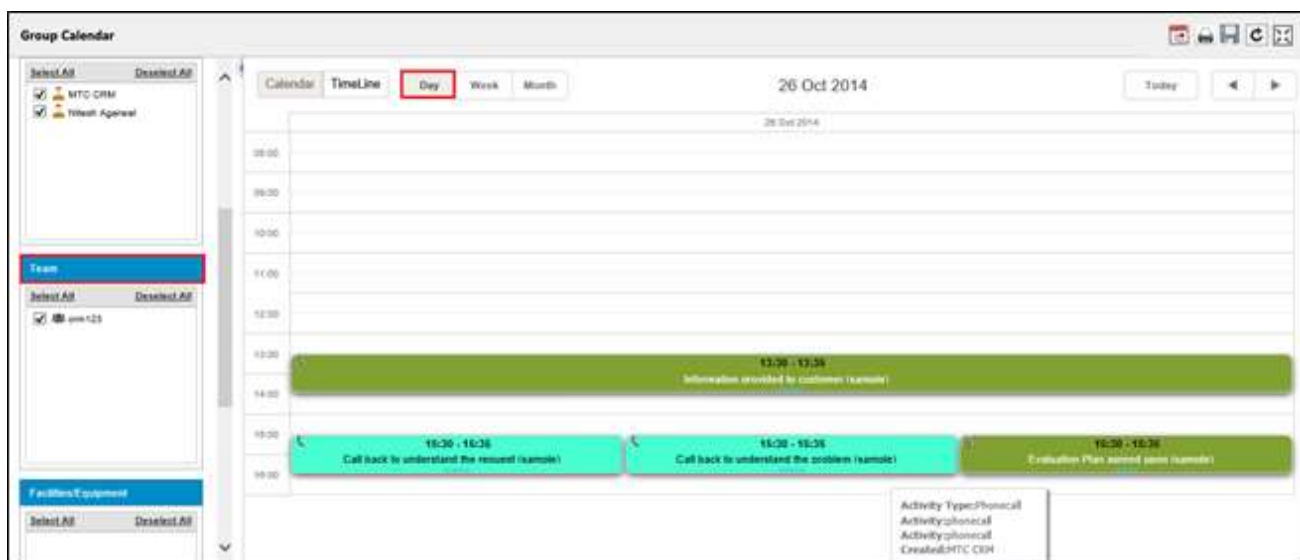 Group Calendar
Select All Deselect All
MTC CRM
Nitesh Agarwal
Team
Select All Deselect All
crm123
Facilities/Equipment
Select All Deselect All
Calendar TimeLine Day Week Month
26 Oct 2014
Today
26 Oct 2014
08:00
09:00
10:00
11:00
12:00
13:00
14:00
15:00
16:00
13:30 - 13:35
Information provided to customer (sample)
15:30 - 15:35
Call back to understand the request (sample)
15:30 - 15:35
Call back to understand the problem (sample)
15:30 - 15:35
Evaluation Plan agreed upon (sample)
Activity Type:Phonecall
Activity:phonecall
Activity:phonecall
Created:MTC CRM